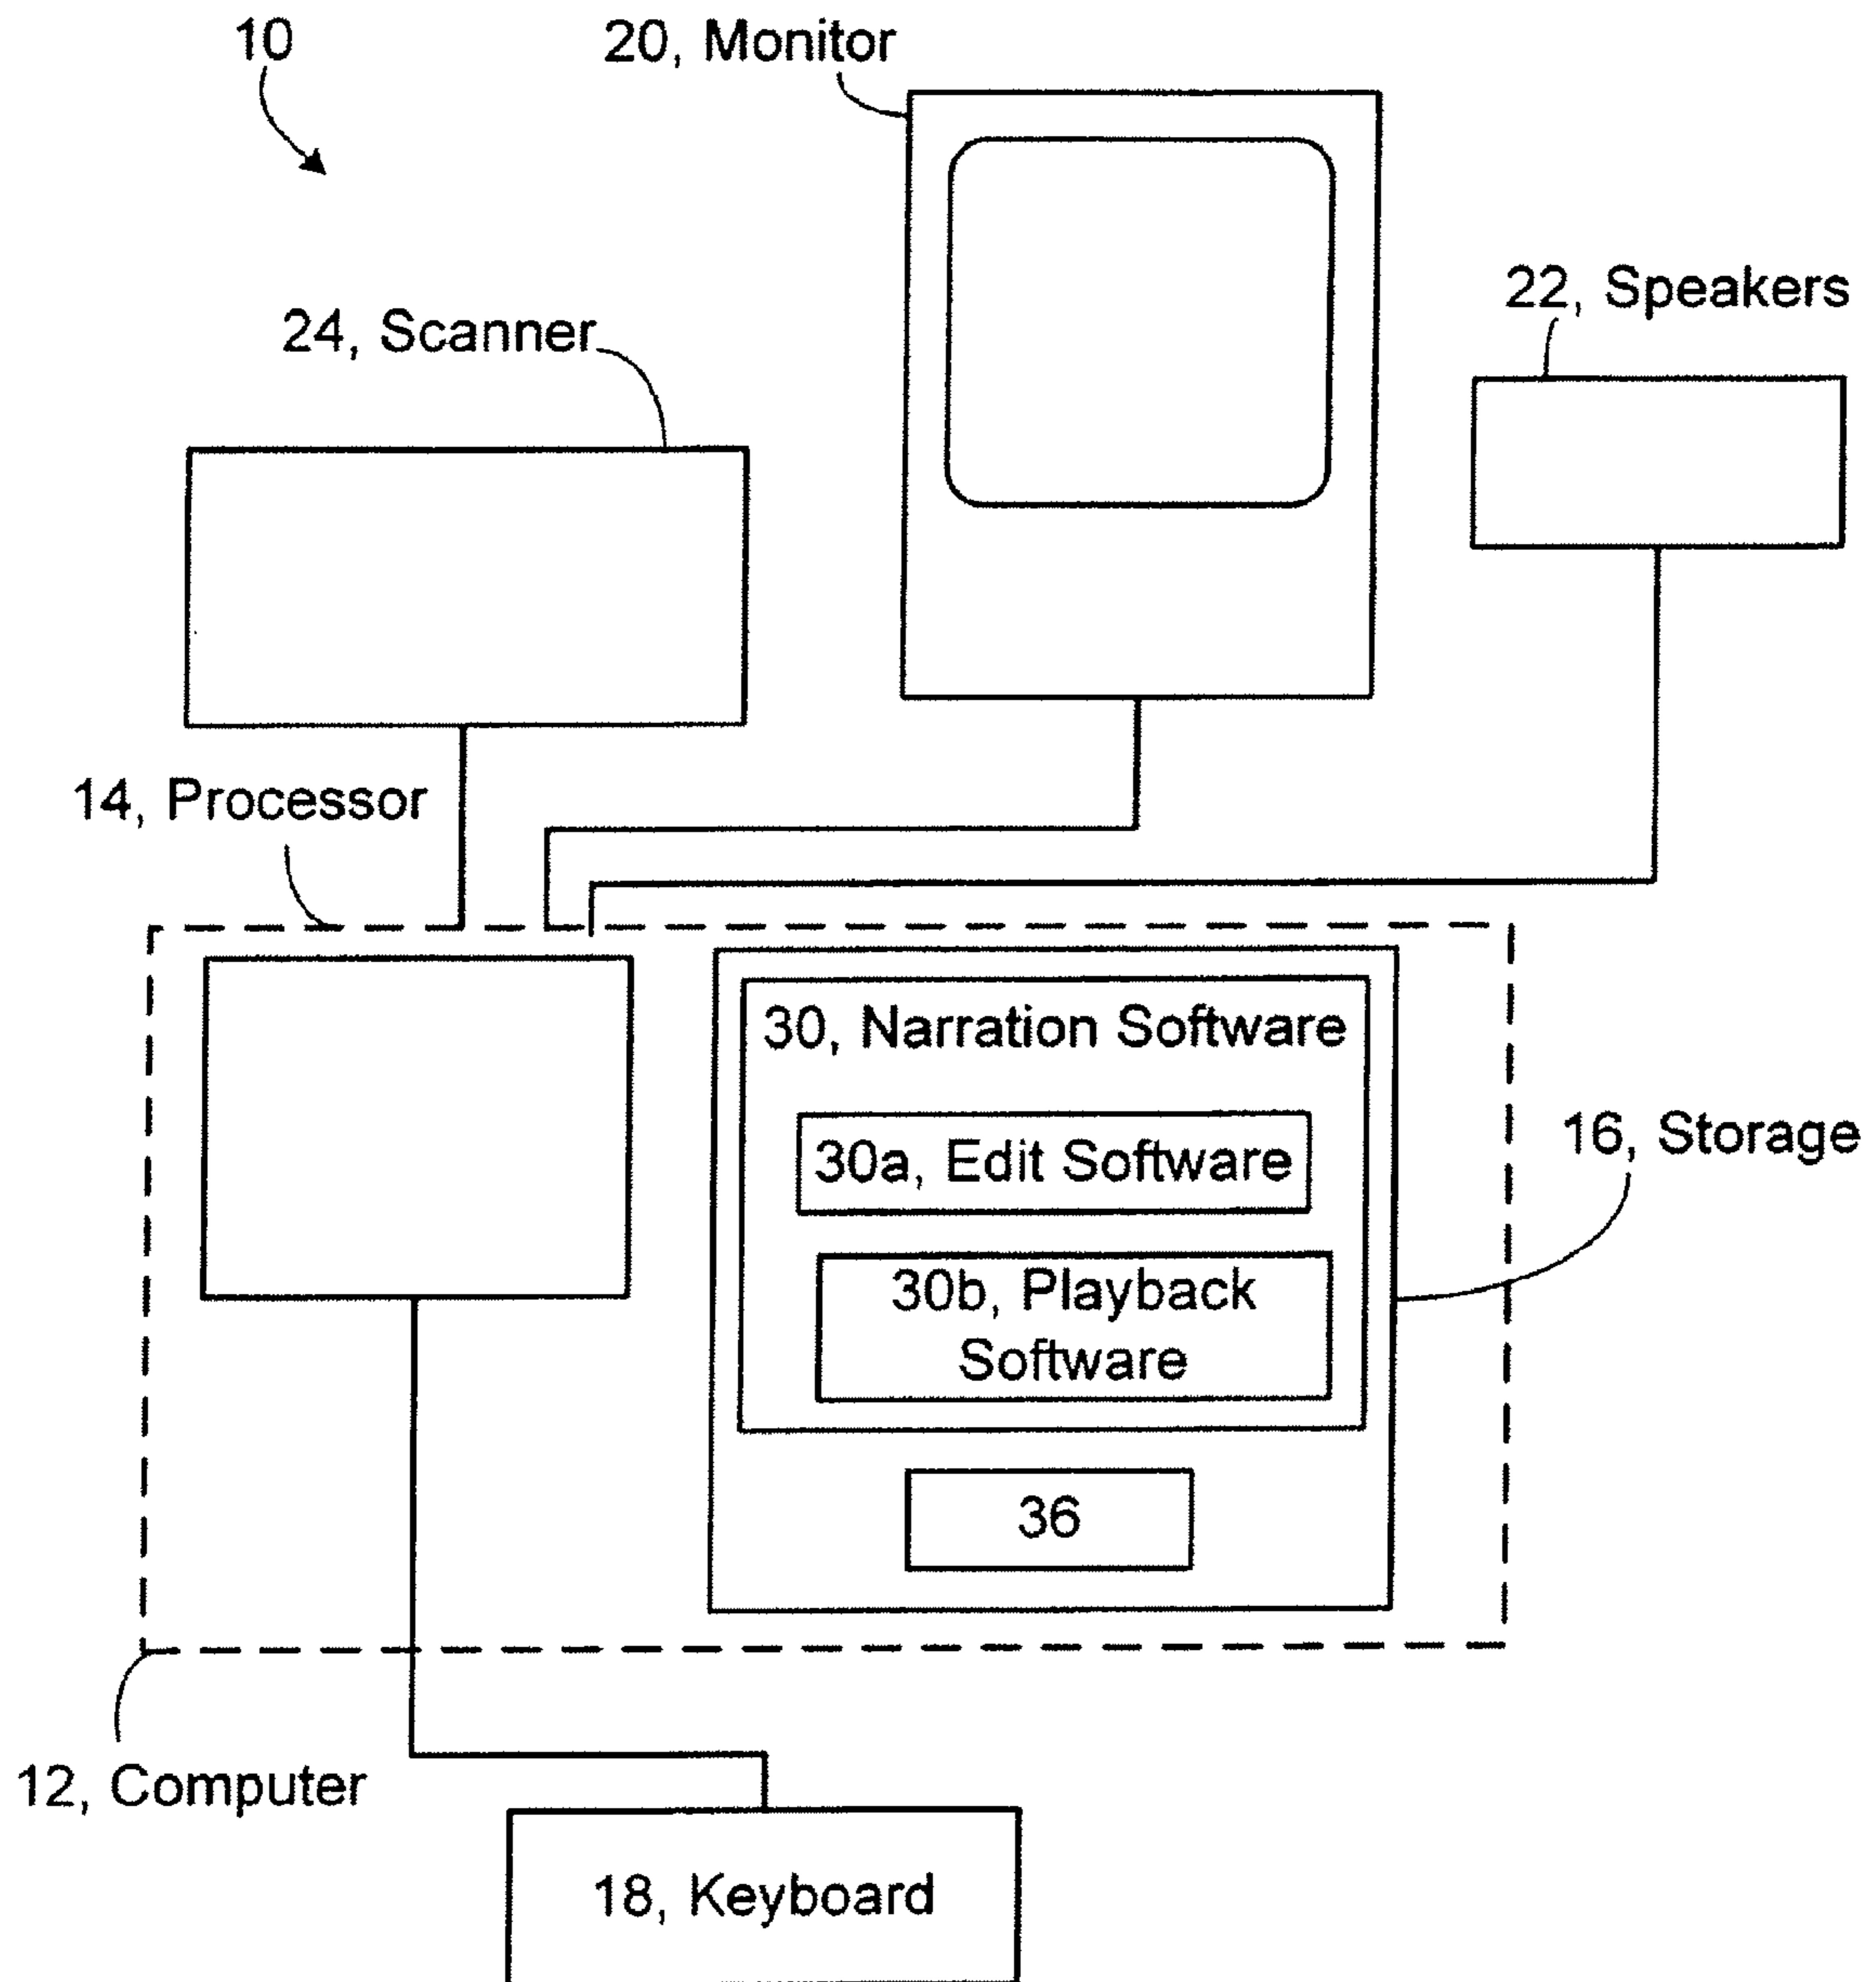 10
20, Monitor
22, Speakers
24, Scanner
14, Processor
30, Narration Software
30a, Edit Software
16, Storage
30b, Playback
Software
36
12, Computer
18, Keyboard